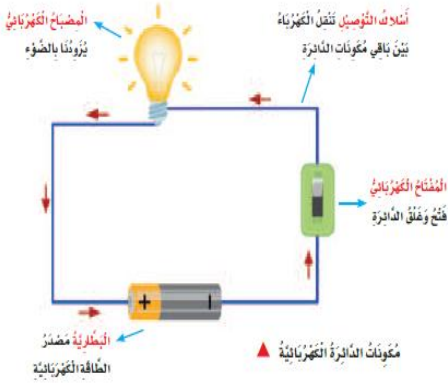 أَسْلَاكُ التَّوْصِيْلِ تَنْقلُ الْكَهْرَبَاءَ
بَيْنَ بَاقِي مُكَوِّنَاتِ الدَّائِرَةِ
الْمِصْبَاحُ الْكَهْرَبَائِيُّ
يُزَوِّدُنَا بِالضَّوْءِ
الْمُفْتَاحُ الْكَهْرَبَائِيُّ
فَتْحُ وَغَلْقُ الدَّائِرَةِ
+ −
الْبَطَّارِيَّةُ مَصْدَرُ
الطَّاقَةِ الْكَهْرَبَائِيَّةِ
مُكَوِّنَاتُ الدَّائِرَةُ الْكَهْرَبَائِيَّةُ